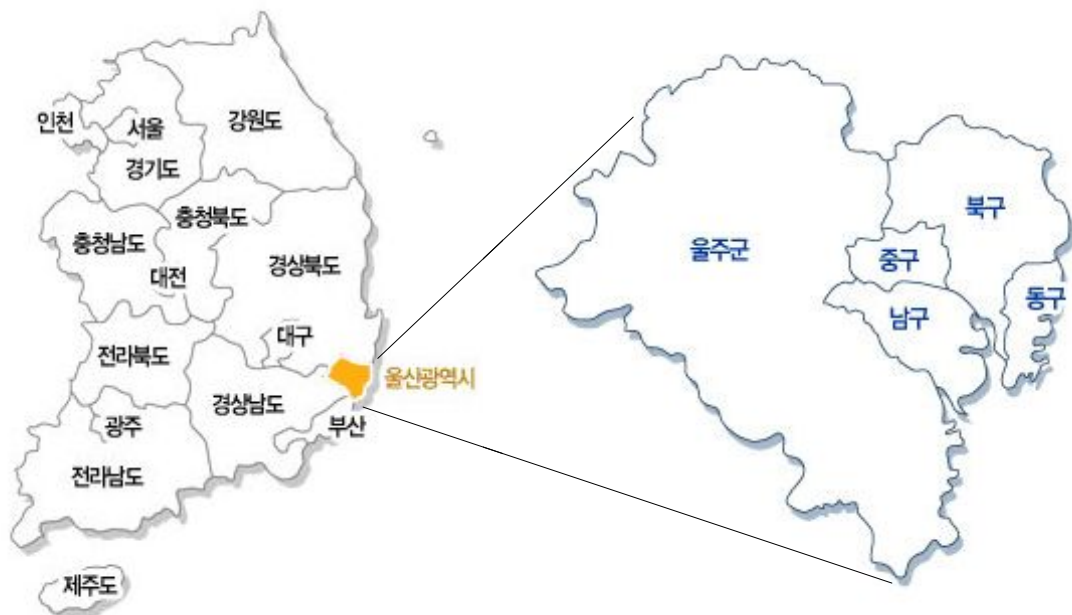 인천
서울
강원도
경기도
충청북도
충청남도
대전
경상북도
대구
전라북도
울산광역시
경상남도
광주
부산
전라남도
제주도
북구
울주군
중구
동구
남구